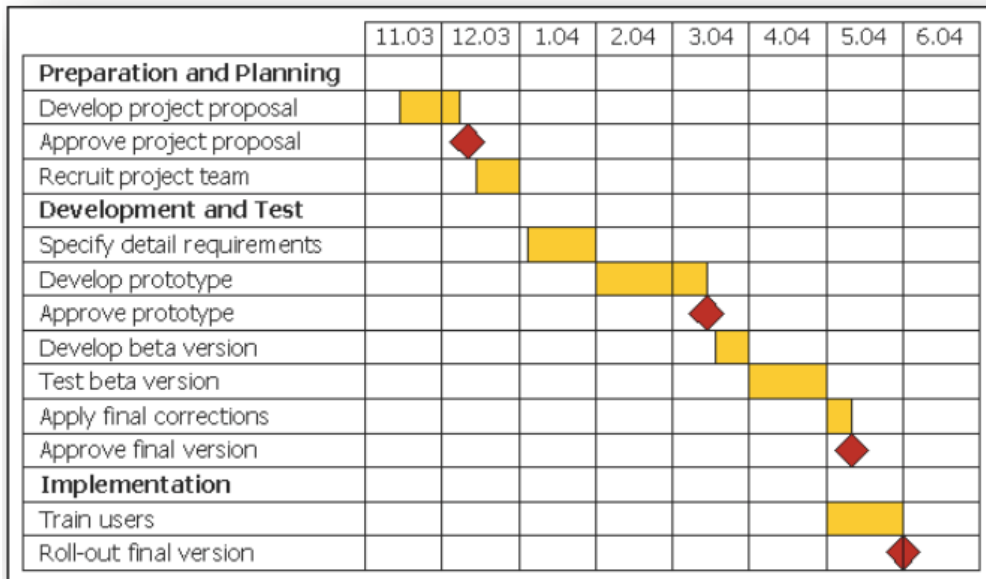 11.03 12.03 1.04 2.04 3.04 4.04 5.04 6.04
Preparation and Planning
Develop project proposal
Approve project proposal
Recruit project team
Development and Test
Specify detail requirements
Develop prototype
Approve prototype
Develop beta version
Test beta version
Apply final corrections
Approve final version
Implementation
Train users
Roll-out final version